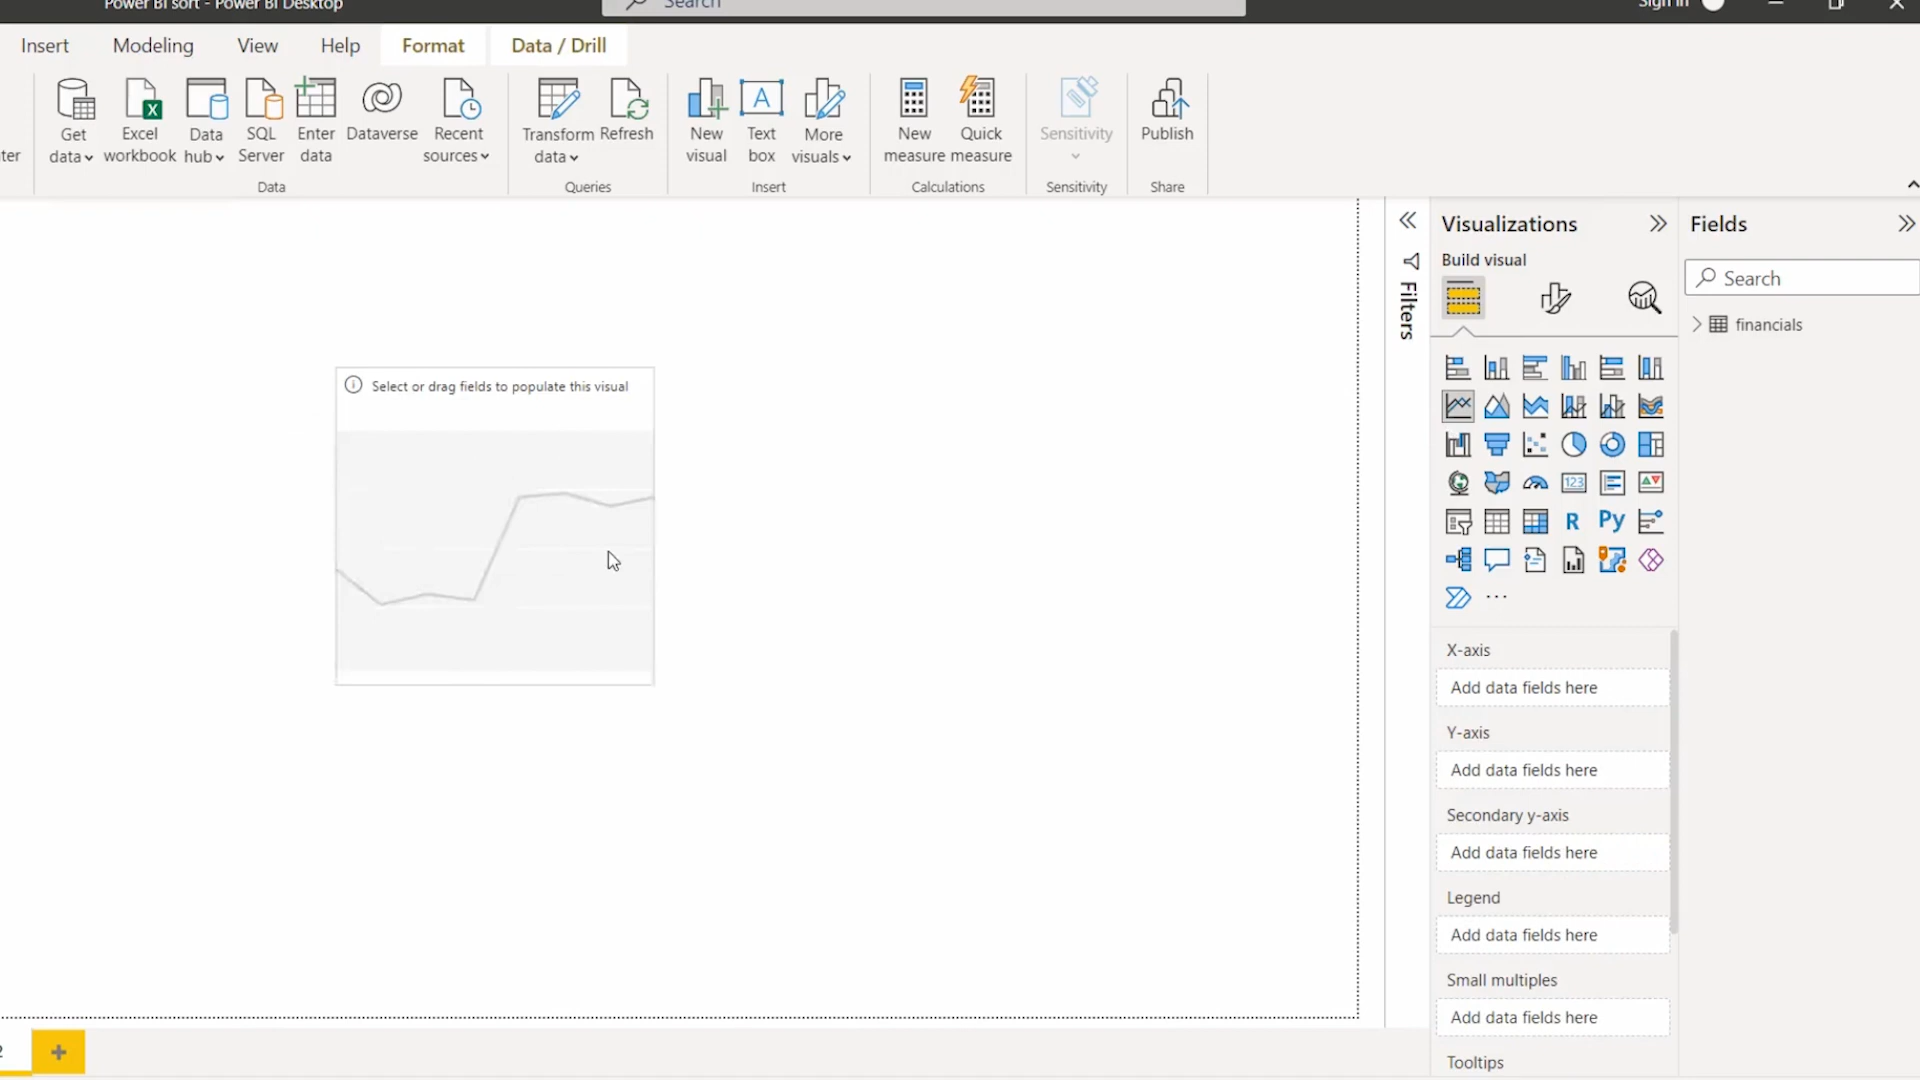 Power BI sort - Power BI Desktop
Search
Sign in
Insert
Modeling
View
Help
Format
Data / Drill
Get data
Excel workbook
Data hub
SQL Server
Enter data
Dataverse
Recent sources
Transform data
Refresh
New visual
Text box
More visuals
New measure
Quick measure
Sensitivity
Publish
Data
Queries
Insert
Calculations
Sensitivity
Share
Filters
Visualizations
Build visual
Fields
Search
financials
Select or drag fields to populate this visual
123
R
Py
X-axis
Add data fields here
Y-axis
Add data fields here
Secondary y-axis
Add data fields here
Legend
Add data fields here
Small multiples
Add data fields here
Tooltips